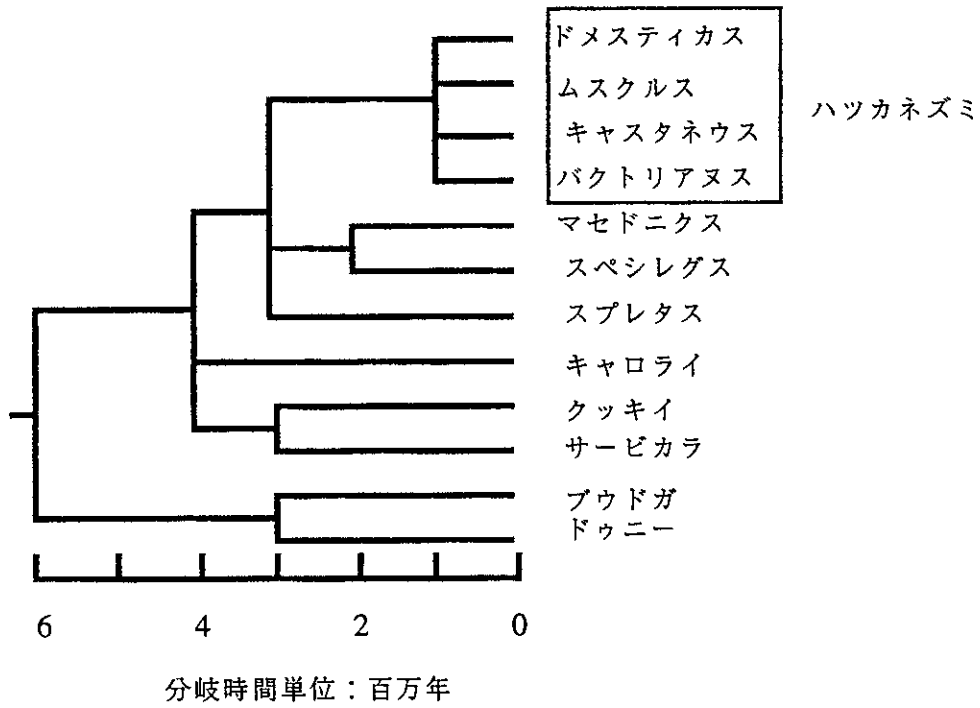 ドメスティカス
ムスクルス
ハツカネズミ
キャスタネウス
バクトリアヌス
マセドニクス
スペシレグス
スプレタス
キャロライ
クッキイ
サービカラ
ブウドガ
ドゥニー
6 4 2 0
分岐時間単位：百万年